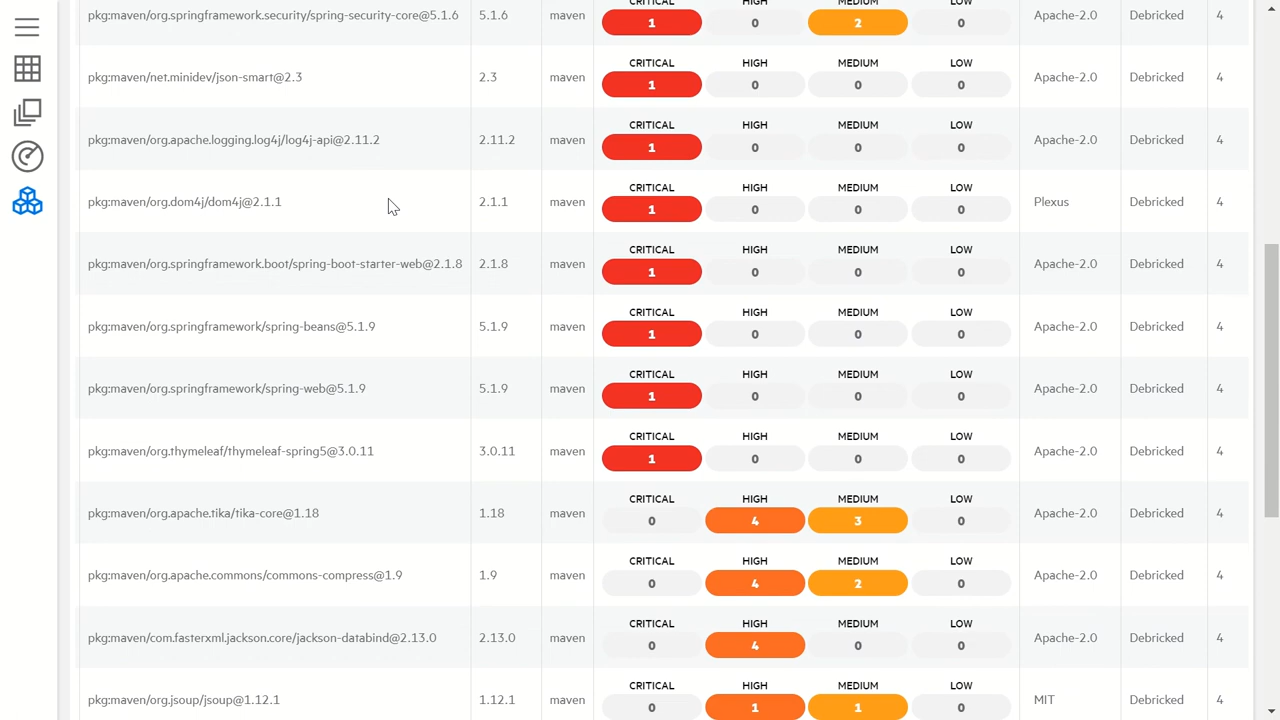 CRITICAL HIGH MEDIUM LOW
pkg:maven/org.springframework.security/spring-security-core@5.1.6 5.1.6 maven 1 0 2 0 Apache-2.0 Debricked 4
CRITICAL HIGH MEDIUM LOW
pkg:maven/net.minidev/json-smart@2.3 2.3 maven 1 0 0 0 Apache-2.0 Debricked 4
CRITICAL HIGH MEDIUM LOW
pkg:maven/org.apache.logging.log4j/log4j-api@2.11.2 2.11.2 maven 1 0 0 0 Apache-2.0 Debricked 4
CRITICAL HIGH MEDIUM LOW
pkg:maven/org.dom4j/dom4j@2.1.1 2.1.1 maven 1 0 0 0 Plexus Debricked 4
CRITICAL HIGH MEDIUM LOW
pkg:maven/org.springframework.boot/spring-boot-starter-web@2.1.8 2.1.8 maven 1 0 0 0 Apache-2.0 Debricked 4
CRITICAL HIGH MEDIUM LOW
pkg:maven/org.springframework/spring-beans@5.1.9 5.1.9 maven 1 0 0 0 Apache-2.0 Debricked 4
CRITICAL HIGH MEDIUM LOW
pkg:maven/org.springframework/spring-web@5.1.9 5.1.9 maven 1 0 0 0 Apache-2.0 Debricked 4
CRITICAL HIGH MEDIUM LOW
pkg:maven/org.thymeleaf/thymeleaf-spring5@3.0.11 3.0.11 maven 1 0 0 0 Apache-2.0 Debricked 4
CRITICAL HIGH MEDIUM LOW
pkg:maven/org.apache.tika/tika-core@1.18 1.18 maven 0 4 3 0 Apache-2.0 Debricked 4
CRITICAL HIGH MEDIUM LOW
pkg:maven/org.apache.commons/commons-compress@1.9 1.9 maven 0 4 2 0 Apache-2.0 Debricked 4
CRITICAL HIGH MEDIUM LOW
pkg:maven/com.fasterxml.jackson.core/jackson-databind@2.13.0 2.13.0 maven 0 4 0 0 Apache-2.0 Debricked 4
CRITICAL HIGH MEDIUM LOW
pkg:maven/org.jsoup/jsoup@1.12.1 1.12.1 maven 0 1 1 0 MIT Debricked 4